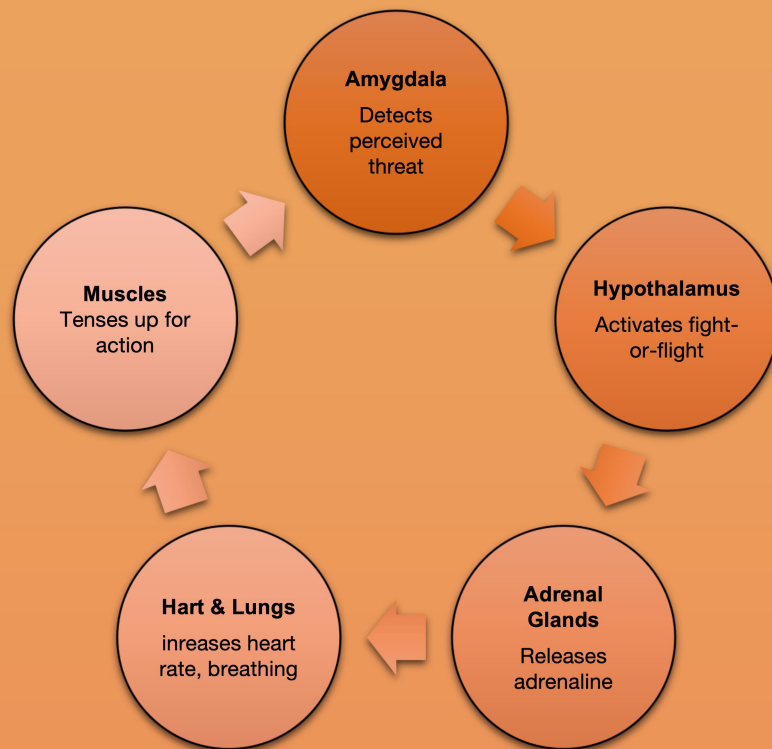 Amygdala
Detects
perceived
threat
Hypothalamus
Activates fight-
or-flight
Adrenal
Glands
Releases
adrenaline
Hart & Lungs
inreases heart
rate, breathing
Muscles
Tenses up for
action